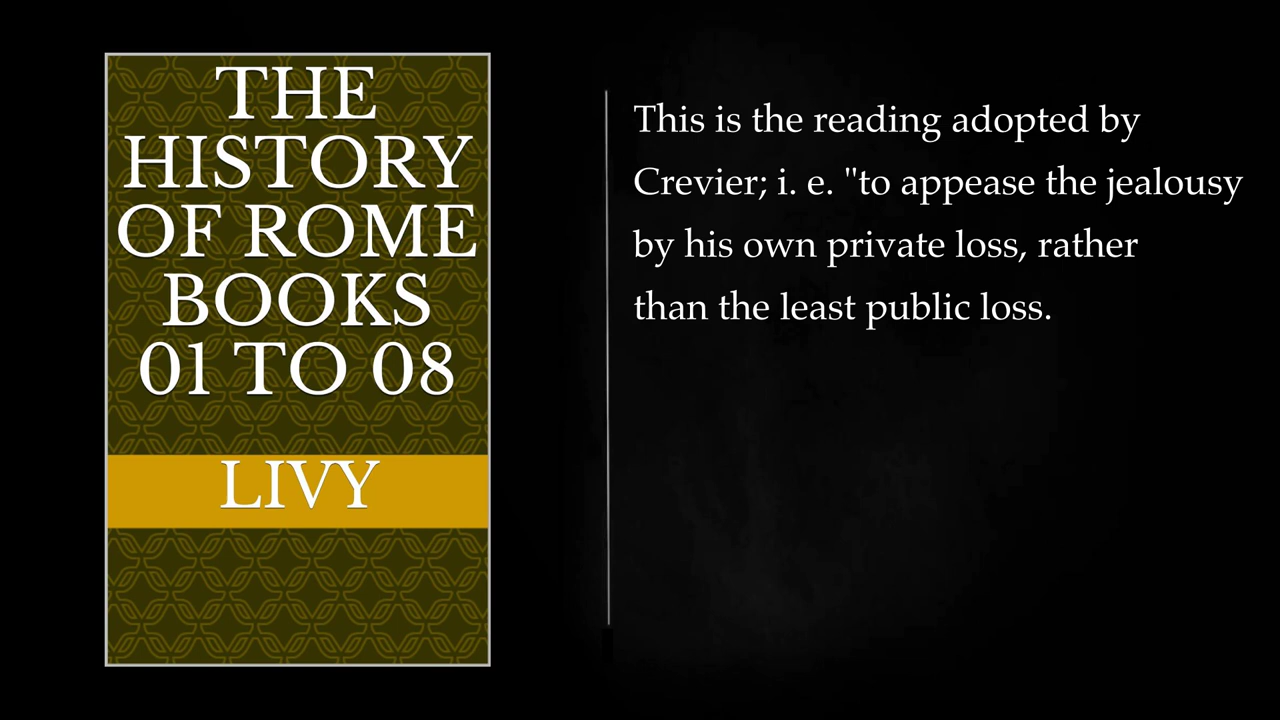 THE
HISTORY
OF ROME
BOOKS
01 TO 08
LIVY
This is the reading adopted by
Crevier; i. e. "to appease the jealousy
by his own private loss, rather
than the least public loss.